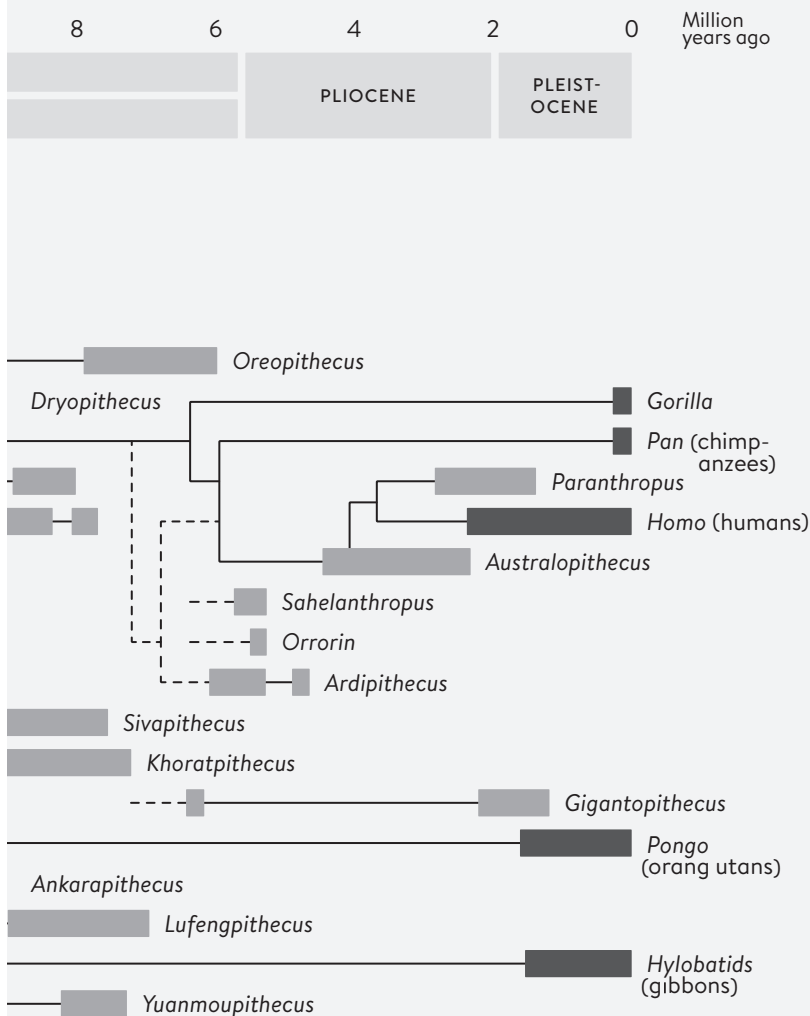 8 6 4 2 0 Million
years ago
PLIOCENE
PLEIST-
OCENE
Oreopithecus
Dryopithecus
Gorilla
Pan (chimp-
anzees)
Paranthropus
Homo (humans)
Australopithecus
Sahelanthropus
Orrorin
Ardipithecus
Sivapithecus
Khoratpithecus
Gigantopithecus
Pongo
(orang utans)
Ankarapithecus
Lufengpithecus
Hylobatids
(gibbons)
Yuanmoupithecus